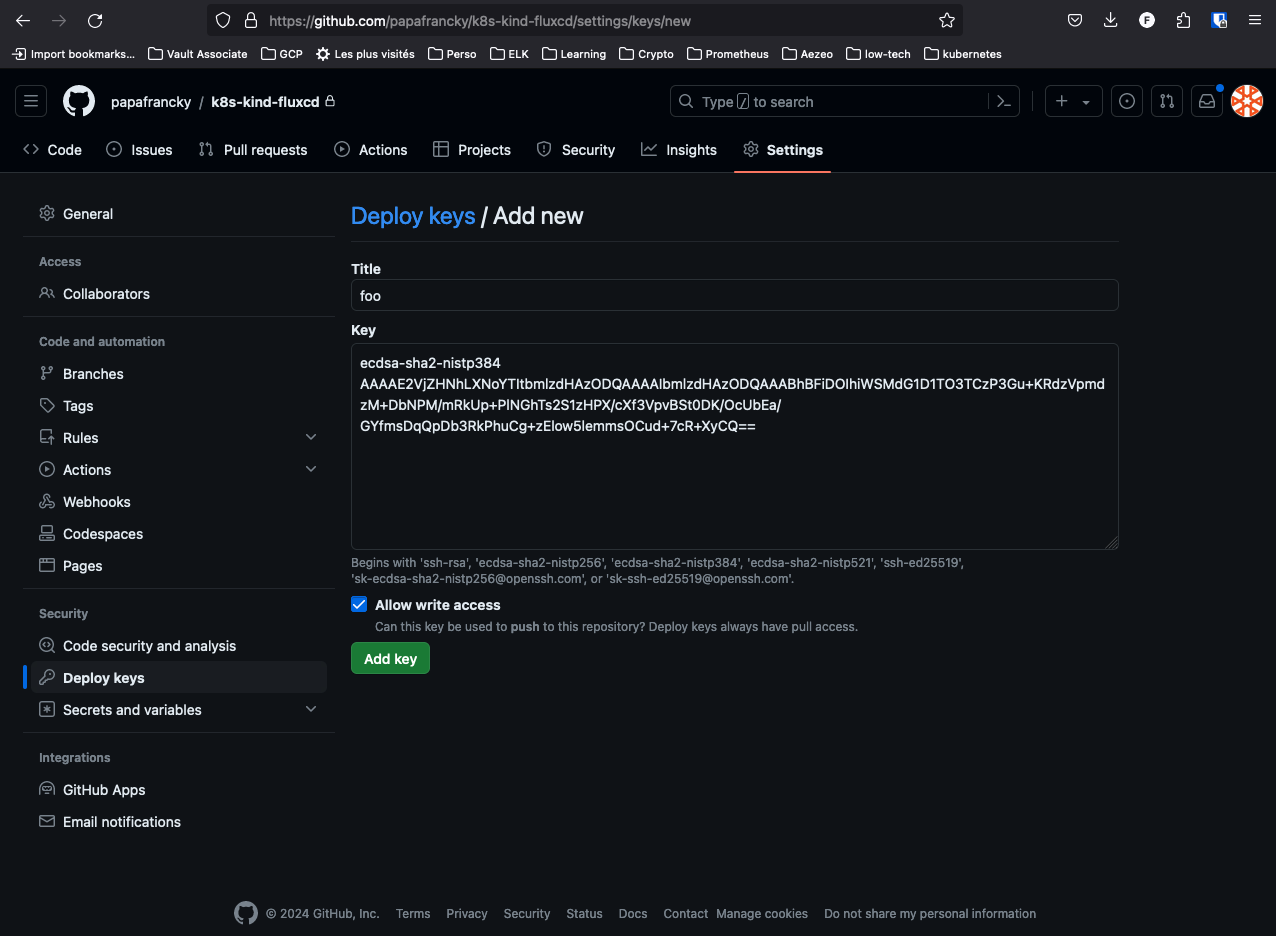 https://github.com/papafrancky/k8s-kind-fluxcd/settings/keys/new
F
Import bookmarks... Vault Associate GCP Les plus visités Perso ELK Learning Crypto Prometheus Aezeo low-tech kubernetes
papafrancky / k8s-kind-fluxcd
Type / to search
Code Issues Pull requests Actions Projects Security Insights Settings
General
Access
Collaborators
Code and automation
Branches
Tags
Rules
Actions
Webhooks
Codespaces
Pages
Security
Code security and analysis
Deploy keys
Secrets and variables
Integrations
GitHub Apps
Email notifications
Deploy keys / Add new
Title
foo
Key
ecdsa-sha2-nistp384
AAAAE2VjZHNhLXNoYTItbmlzdHAzODQAAAAIbmlzdHAzODQAAABhBFiDOlhiWSMdG1D1TO3TCzP3Gu+KRdzVpmd
zM+DbNPM/mRkUp+PlNGhTs2S1zHPX/cXf3VpvBSt0DK/OcUbEa/
GYfmsDqQpDb3RkPhuCg+zElow5lemmsOCud+7cR+XyCQ==
Begins with 'ssh-rsa', 'ecdsa-sha2-nistp256', 'ecdsa-sha2-nistp384', 'ecdsa-sha2-nistp521', 'ssh-ed25519',
'sk-ecdsa-sha2-nistp256@openssh.com', or 'sk-ssh-ed25519@openssh.com'.
Allow write access
Can this key be used to push to this repository? Deploy keys always have pull access.
Add key
© 2024 GitHub, Inc. Terms Privacy Security Status Docs Contact Manage cookies Do not share my personal information